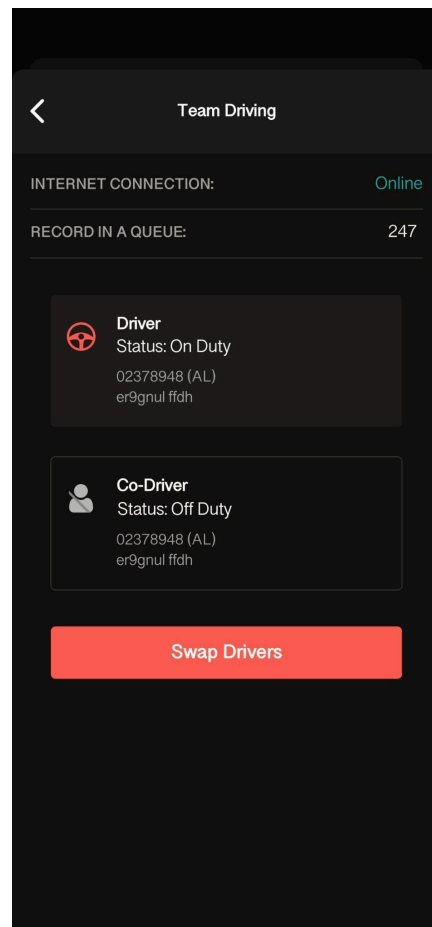 Team Driving
INTERNET CONNECTION: Online
RECORD IN A QUEUE: 247
Driver
Status: On Duty
02378948 (AL)
er9gnul ffdh
Co-Driver
Status: Off Duty
02378948 (AL)
er9gnul ffdh
Swap Drivers